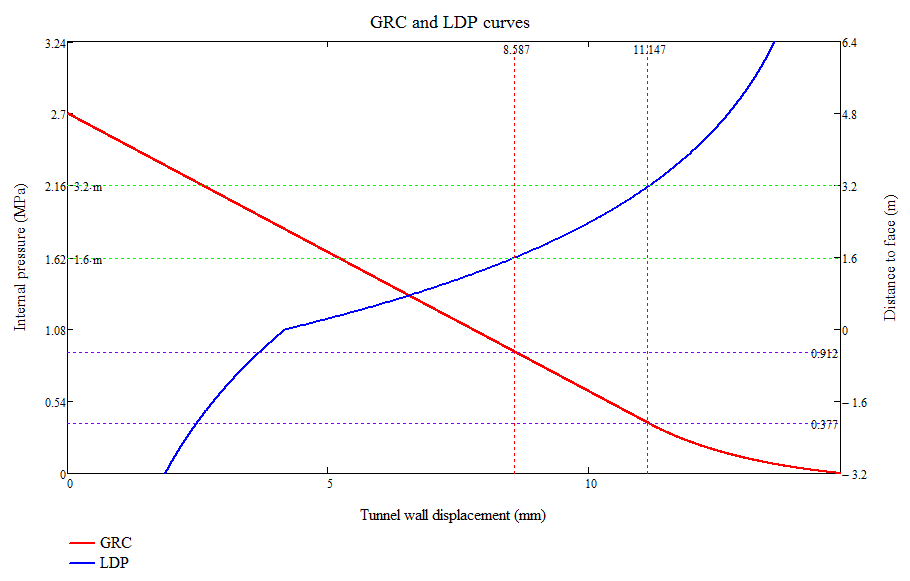 GRC and LDP curves
3.24
8.587
11.147
6.4
2.7
4.8
2.16
3.2·m
3.2
1.62
1.6·m
1.6
1.08
0
0.912
0.54
− 1.6
0.377
0
− 3.2
0
5
10
Internal pressure (MPa)
Distance to face (m)
Tunnel wall displacement (mm)
GRC
LDP